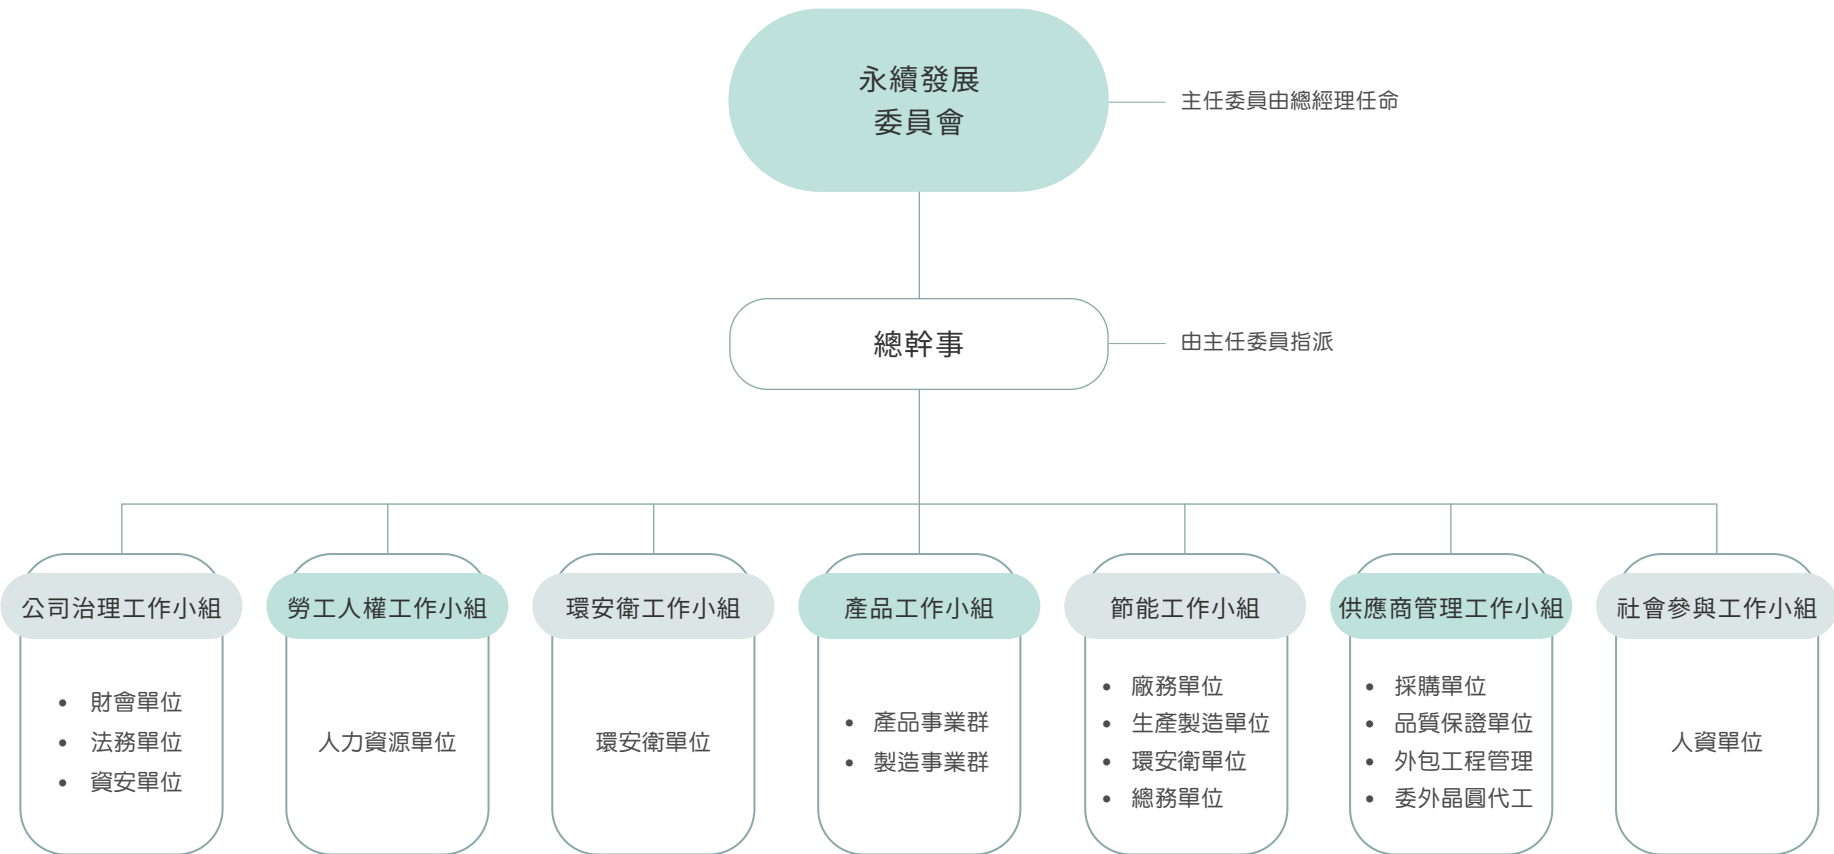 永續發展
委員會
主任委員由總經理任命
總幹事
由主任委員指派
公司治理工作小組
• 財會單位
• 法務單位
• 資安單位
勞工人權工作小組
人力資源單位
環安衛工作小組
環安衛單位
產品工作小組
• 產品事業群
• 製造事業群
節能工作小組
• 廠務單位
• 生產製造單位
• 環安衛單位
• 總務單位
供應商管理工作小組
• 採購單位
• 品質保證單位
• 外包工程管理
• 委外晶圓代工
社會參與工作小組
人資單位